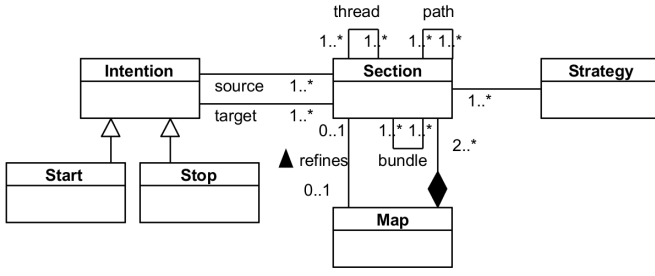 thread path
1..* 1..* 1..* 1..*
Intention Section Strategy
source 1..*
target 1..*
1..*
0..1 1..* 1..*
2..*
refines bundle
0..1
Start Stop
Map